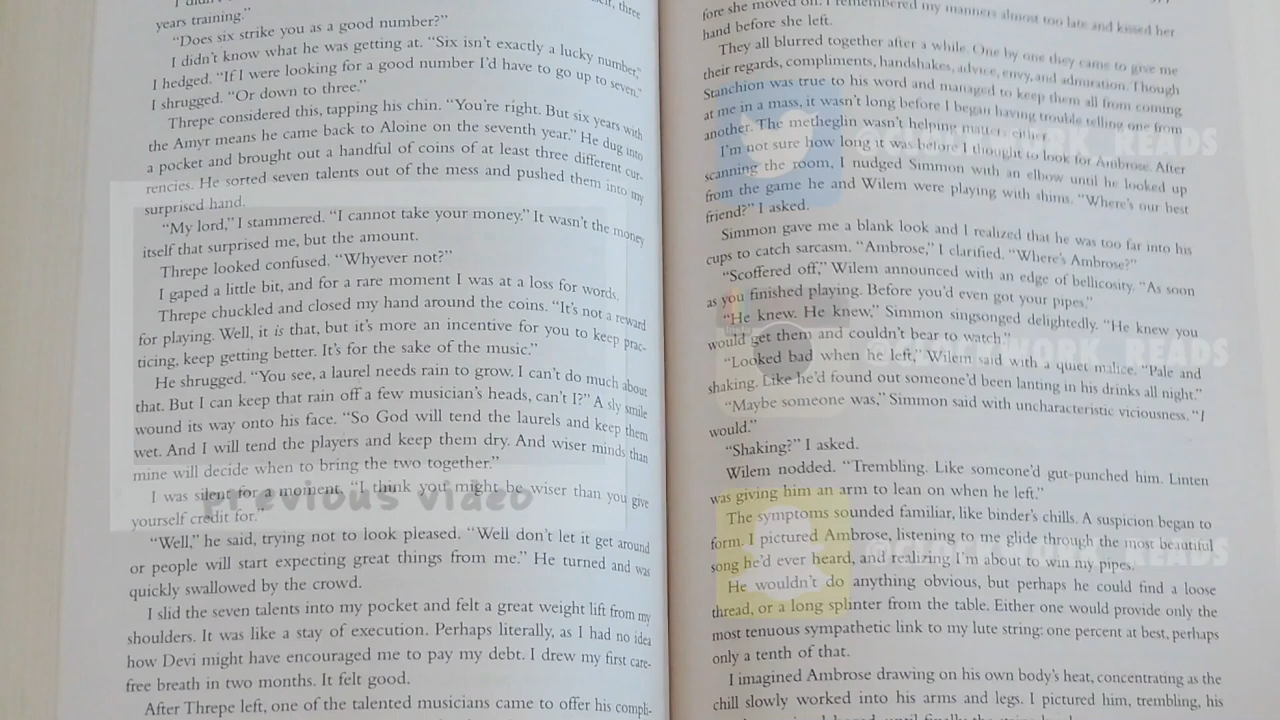 years training."
"Does six strike you as a good number?"
I didn't know what he was getting at. "Six isn't exactly a lucky number,"
I hedged. "If I were looking for a good number I'd have to go up to seven."
I shrugged. "Or down to three."
Threpe considered this, tapping his chin. "You're right. But six years with
the Amyr means he came back to Aloine on the seventh year." He dug into
a pocket and brought out a handful of coins of at least three different cur-
rencies. He sorted seven talents out of the mess and pushed them into my
surprised hand.
"My lord," I stammered. "I cannot take your money." It wasn't the money
itself that surprised me, but the amount.
Threpe looked confused. "Whyever not?"
I gaped a little bit, and for a rare moment I was at a loss for words.
Threpe chuckled and closed my hand around the coins. "It's not a reward
for playing. Well, it is that, but it's more an incentive for you to keep prac-
ticing, keep getting better. It's for the sake of the music."
He shrugged. "You see, a laurel needs rain to grow. I can't do much about
that. But I can keep that rain off a few musician's heads, can't I?" A sly smile
wound its way onto his face. "So God will tend the laurels and keep them
wet. And I will tend the players and keep them dry. And wiser minds than
mine will decide when to bring the two together."
I was silent for a moment. "I think you might be wiser than you give
yourself credit for."
"Well," he said, trying not to look pleased. "Well don't let it get around
or people will start expecting great things from me." He turned and was
quickly swallowed by the crowd.
I slid the seven talents into my pocket and felt a great weight lift from my
shoulders. It was like a stay of execution. Perhaps literally, as I had no idea
how Devi might have encouraged me to pay my debt. I drew my first care-
free breath in two months. It felt good.
After Threpe left, one of the talented musicians came to offer his compli-
previous video
fore she moved on. I remembered my manners almost too late and kissed her
hand before she left.
They all blurred together after a while. One by one they came to give me
their regards, compliments, handshakes, advice, envy, and admiration. Though
Stanchion was true to his word and managed to keep them all from coming
at me in a mass, it wasn't long before I began having trouble telling one from
another. The metheglin wasn't helping matters either.
I'm not sure how long it was before I thought to look for Ambrose. After
scanning the room, I nudged Simmon with an elbow until he looked up
from the game he and Wilem were playing with shims. "Where's our best
friend?" I asked.
Simmon gave me a blank look and I realized that he was too far into his
cups to catch sarcasm. "Ambrose," I clarified. "Where's Ambrose?"
"Scoffered off," Wilem announced with an edge of bellicosity. "As soon
as you finished playing. Before you'd even got your pipes."
"He knew. He knew," Simmon singsonged delightedly. "He knew you
would get them and couldn't bear to watch."
"Looked bad when he left," Wilem said with a quiet malice. "Pale and
shaking. Like he'd found out someone'd been lanting in his drinks all night."
"Maybe someone was," Simmon said with uncharacteristic viciousness. "I
would."
"Shaking?" I asked.
Wilem nodded. "Trembling. Like someone'd gut-punched him. Linten
was giving him an arm to lean on when he left."
The symptoms sounded familiar, like binder's chills. A suspicion began to
form. I pictured Ambrose, listening to me glide through the most beautiful
song he'd ever heard, and realizing I'm about to win my pipes.
He wouldn't do anything obvious, but perhaps he could find a loose
thread, or a long splinter from the table. Either one would provide only the
most tenuous sympathetic link to my lute string: one percent at best, perhaps
only a tenth of that.
I imagined Ambrose drawing on his own body's heat, concentrating as the
chill slowly worked into his arms and legs. I pictured him, trembling, his